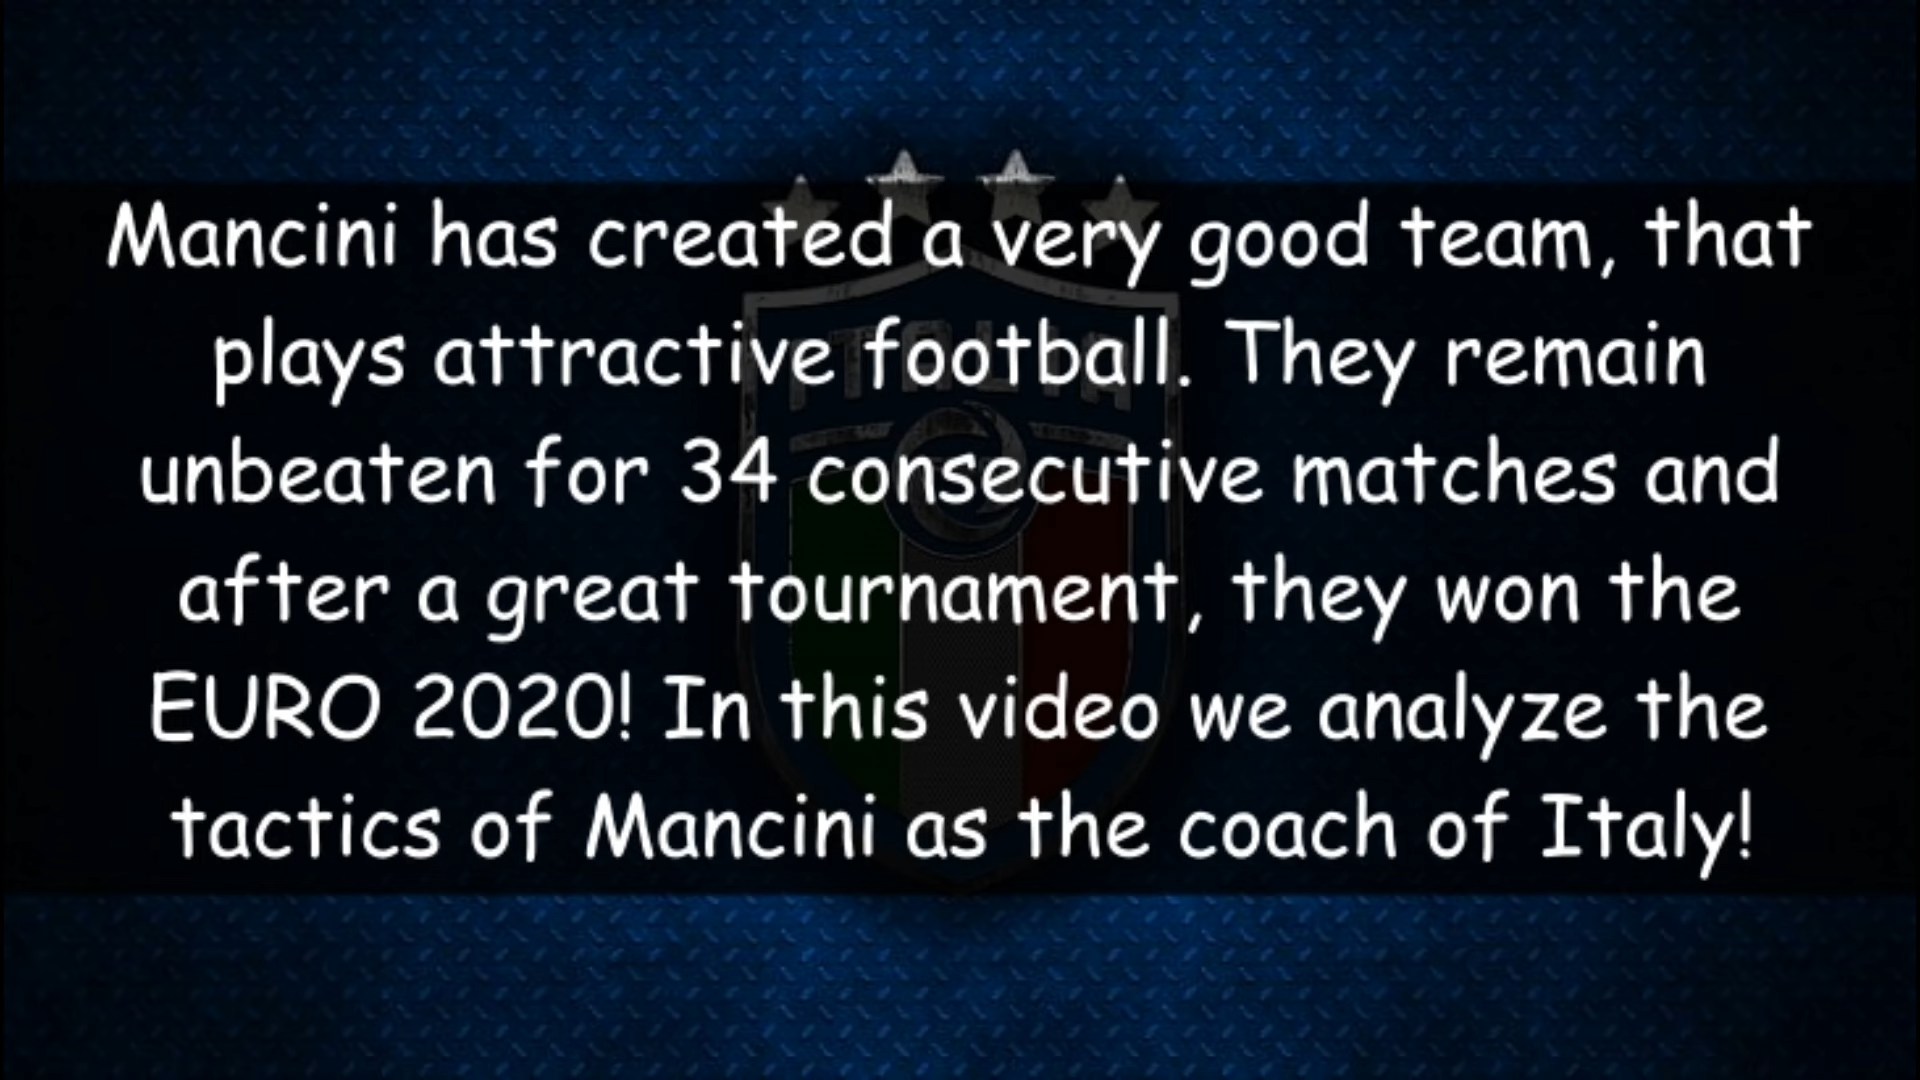 Mancini has created a very good team, that
plays attractive football. They remain
unbeaten for 34 consecutive matches and
after a great tournament, they won the
EURO 2020! In this video we analyze the
tactics of Mancini as the coach of Italy!
ITALIA